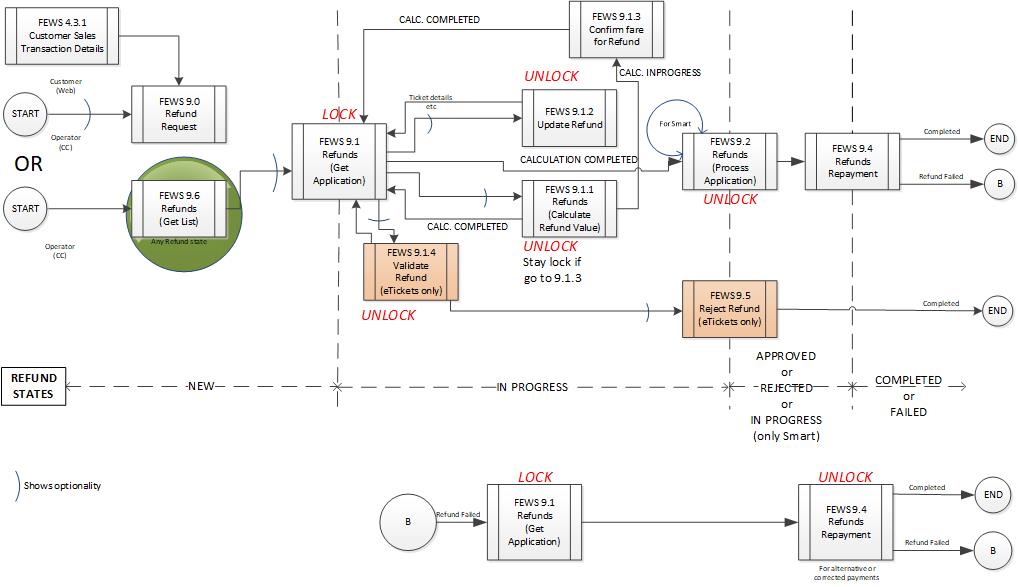 FEWS 4.3.1
Customer Sales
Transaction Details
Customer
(Web)
START
Operator
(CC)
FEWS 9.0
Refund
Request
OR
START
Operator
(CC)
FEWS 9.6
Refunds
(Get List)
Any Refund state
CALC. COMPLETED
FEWS 9.1.3
Confirm fare
for Refund
LOCK
FEWS 9.1
Refunds
(Get
Application)
Ticket details
etc
UNLOCK
FEWS 9.1.2
Update Refund
CALC. INPROGRESS
CALCULATION COMPLETED
FEWS 9.1.1
Refunds
(Calculate
Refund Value)
CALC. COMPLETED
UNLOCK
Stay lock if
go to 9.1.3
FEWS 9.1.4
Validate
Refund
(eTickets only)
UNLOCK
For Smart
FEWS 9.2
Refunds
(Process
Application)
UNLOCK
FEWS 9.4
Refunds
Repayment
Completed
END
Refund Failed
B
FEWS 9.5
Reject Refund
(eTickets only)
Completed
END
REFUND
STATES
NEW
IN PROGRESS
APPROVED
or
REJECTED
or
IN PROGRESS
(only Smart)
COMPLETED
or
FAILED
Shows optionality
B
Refund Failed
LOCK
FEWS 9.1
Refunds
(Get
Application)
UNLOCK
FEWS 9.4
Refunds
Repayment
For alternative or
corrected payments
Completed
END
Refund Failed
B